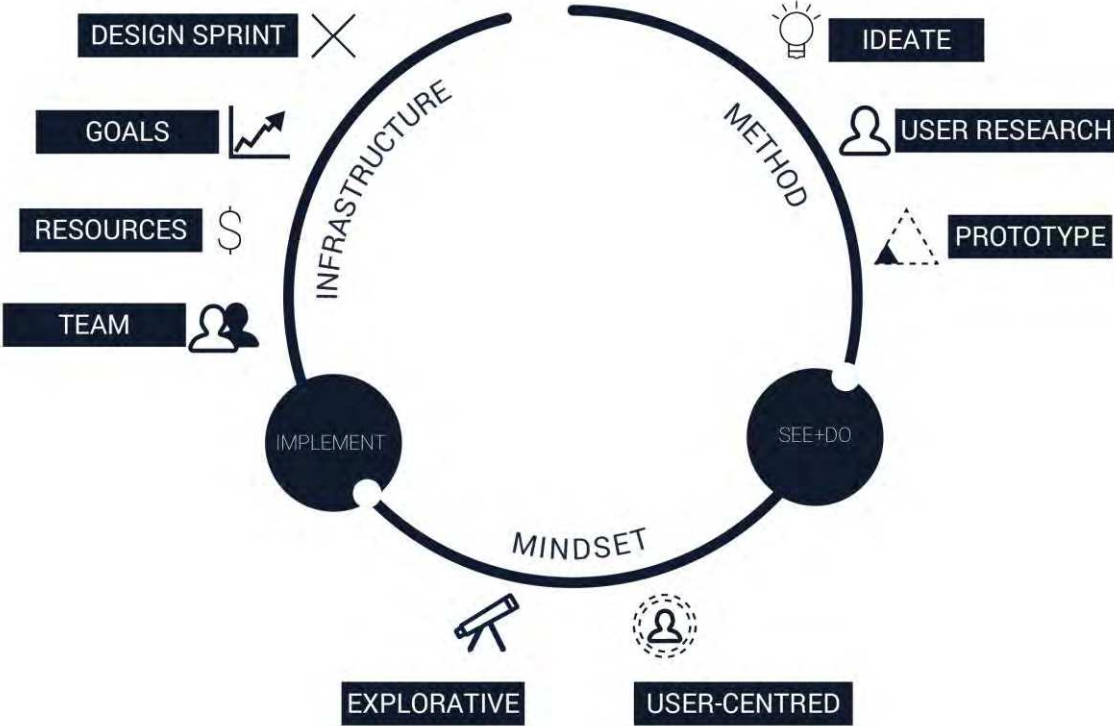 DESIGN SPRINT
IDEATE
GOALS
USER RESEARCH
RESOURCES
$
PROTOTYPE
TEAM
INFRASTRUCTURE
METHOD
IMPLEMENT
SEE+DO
MINDSET
EXPLORATIVE
USER-CENTRED